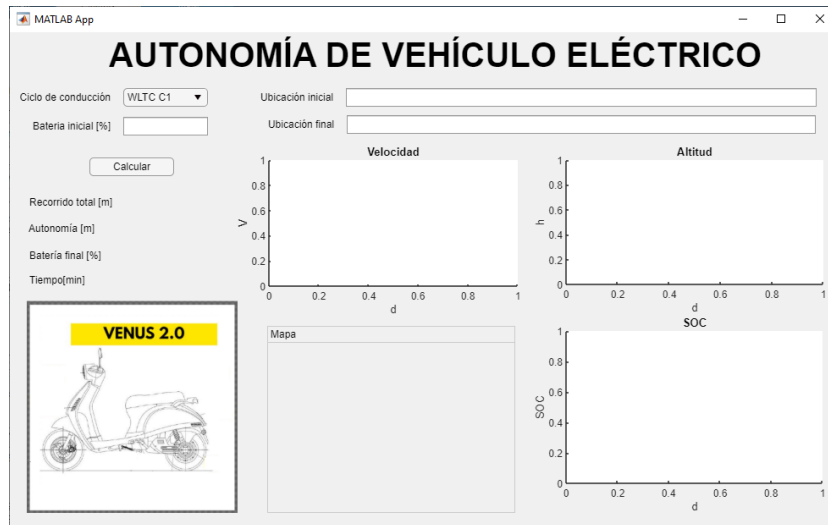 MATLAB App
AUTONOMÍA DE VEHÍCULO ELÉCTRICO
Ciclo de conducción WLTC C1
Bateria inicial [%]
Ubicación inicial
Ubicación final
Calcular
Recorrido total [m]
Autonomía [m]
Batería final [%]
Tiempo[min]
VENUS 2.0
Velocidad
1
0.8
0.6
0.4
0.2
0
V
0 0.2 0.4 0.6 0.8 1
d
Altitud
1
0.8
0.6
0.4
0.2
0
h
0 0.2 0.4 0.6 0.8 1
d
Mapa
SOC
1
0.8
0.6
0.4
0.2
0
SOC
0 0.2 0.4 0.6 0.8 1
d